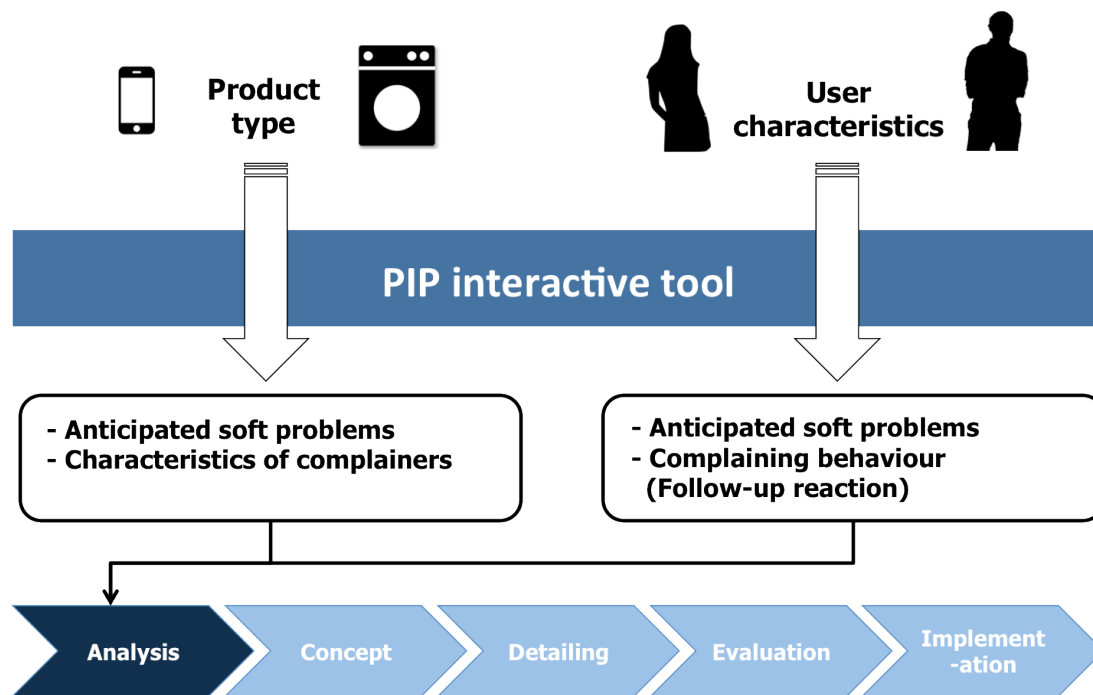 Product
type
User
characteristics
PIP interactive tool
- Anticipated soft problems
- Characteristics of complainers
- Anticipated soft problems
- Complaining behaviour
(Follow-up reaction)
Analysis
Concept
Detailing
Evaluation
Implement
-ation